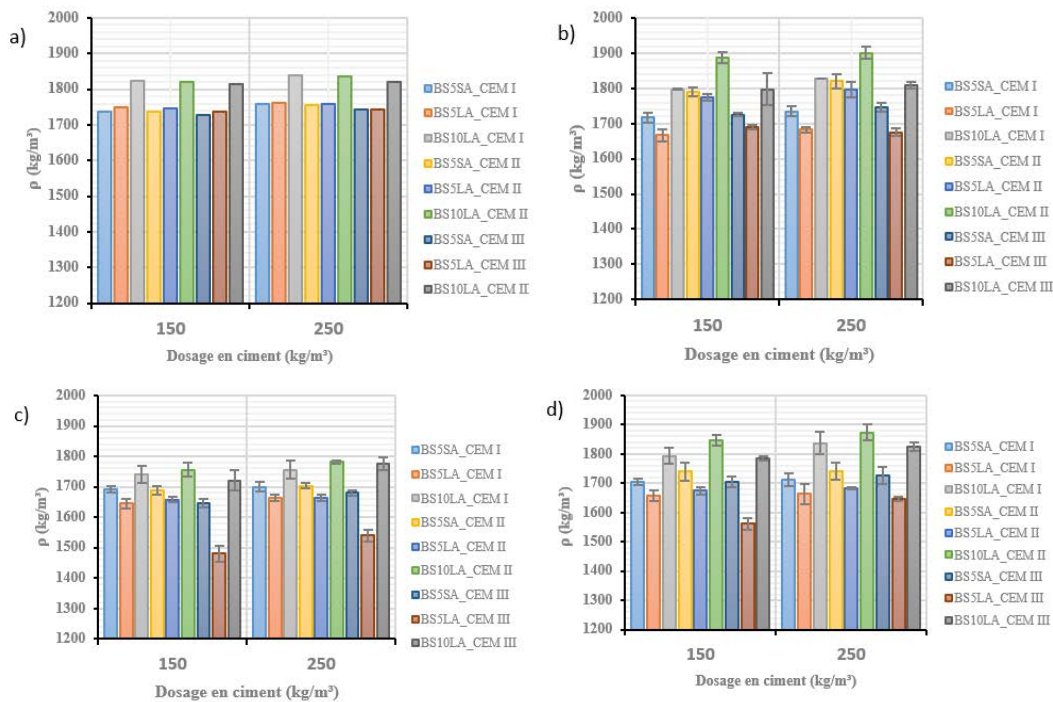 a)
ρ (kg/m³)
2000
1900
1800
1700
1600
1500
1400
1300
1200
150
250
Dosage en ciment (kg/m³)
BS5SA_CEM I
BS5LA_CEM I
BS10LA_CEM I
BS5SA_CEM II
BS5LA_CEM II
BS10LA_CEM II
BS5SA_CEM III
BS5LA_CEM III
BS10LA_CEM II
b)
ρ (kg/m³)
2000
1900
1800
1700
1600
1500
1400
1300
1200
150
250
Dosage en ciment (kg/m³)
BS5SA_CEM I
BS5LA_CEM I
BS10LA_CEM I
BS5SA_CEM II
BS5LA_CEM II
BS10LA_CEM II
BS5SA_CEM III
BS5LA_CEM III
BS10LA_CEM III
c)
ρ (kg/m³)
2000
1900
1800
1700
1600
1500
1400
1300
1200
150
250
Dosage en ciment (kg/m³)
BS5SA_CEM I
BS5LA_CEM I
BS10LA_CEM I
BS5SA_CEM II
BS5LA_CEM II
BS10LA_CEM II
BS5SA_CEM III
BS5LA_CEM III
BS10LA_CEM III
d)
ρ (kg/m³)
2000
1900
1800
1700
1600
1500
1400
1300
1200
150
250
Dosage en ciment (kg/m³)
BS5SA_CEM I
BS5LA_CEM I
BS10LA_CEM I
BS5SA_CEM II
BS5LA_CEM II
BS10LA_CEM II
BS5SA_CEM III
BS5LA_CEM III
BS10LA_CEM III